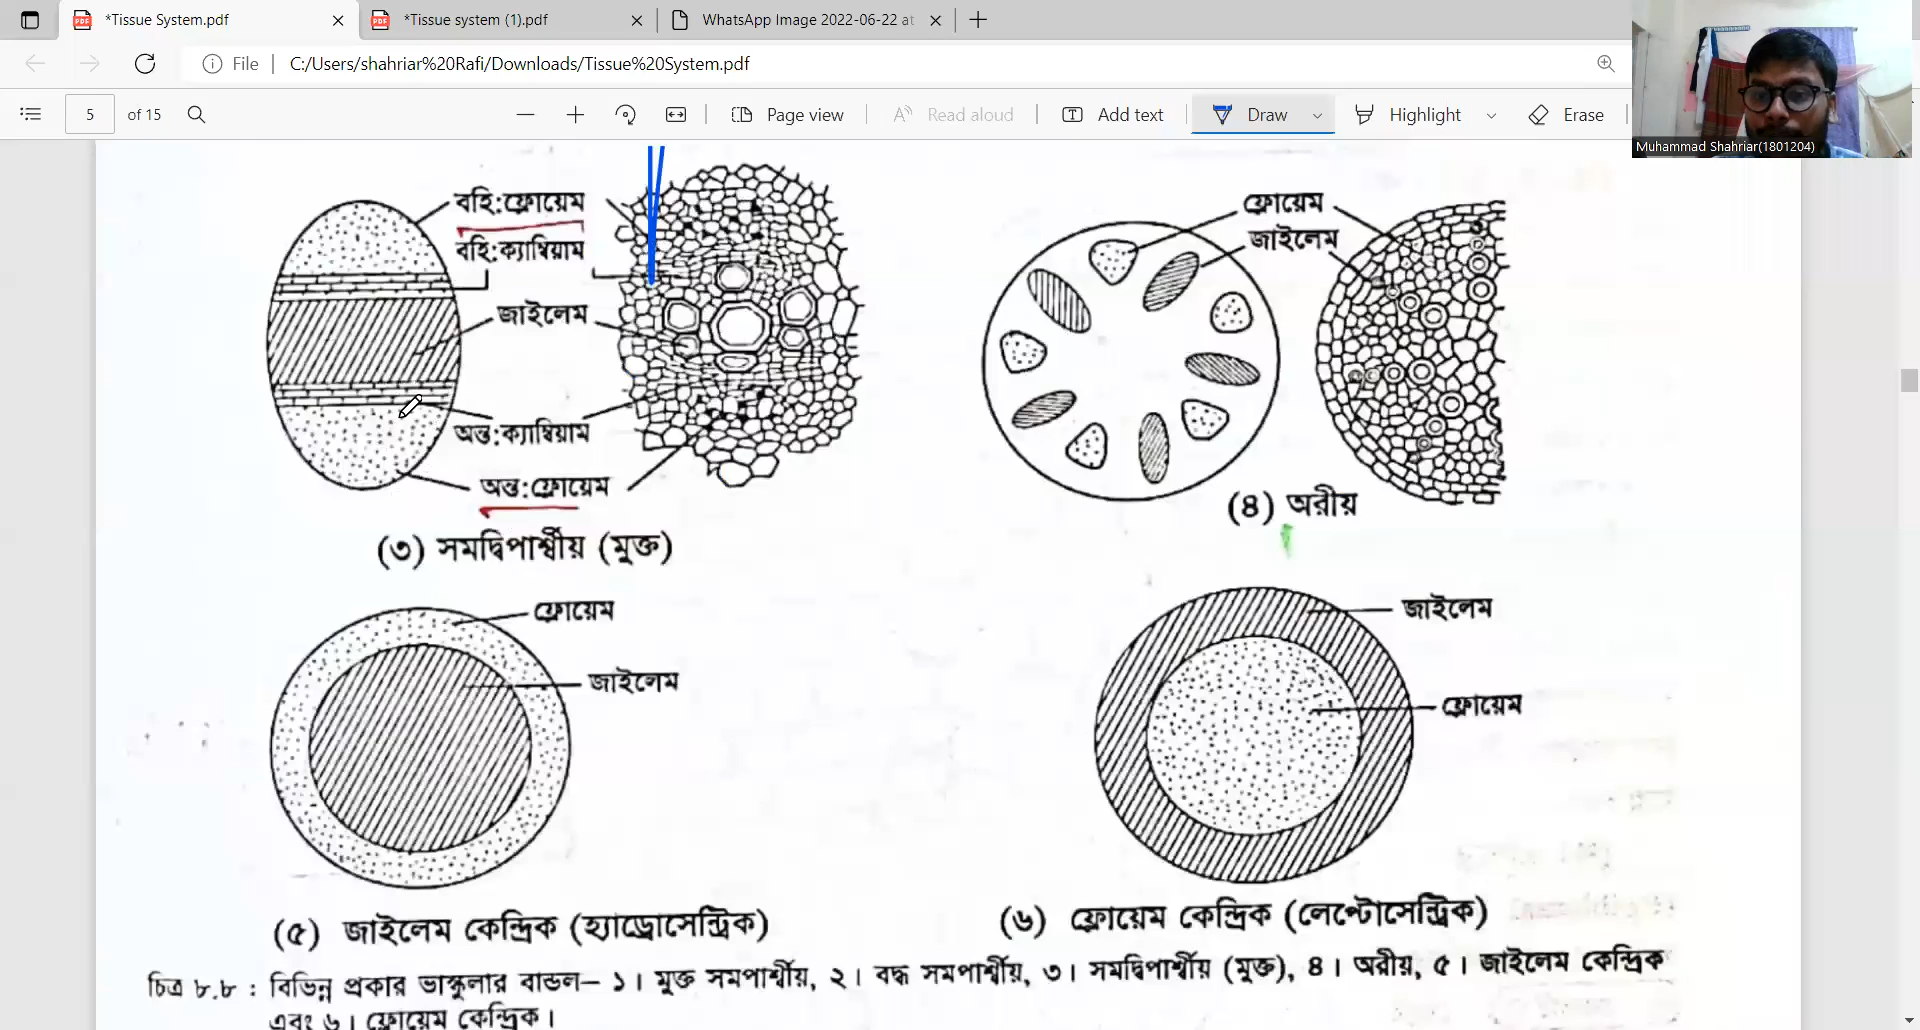 *Tissue System.pdf
*Tissue system (1).pdf
WhatsApp Image 2022-06-22 at
File
C:/Users/shahriar%20Rafi/Downloads/Tissue%20System.pdf
5 of 15
Page view
Read aloud
Add text
Draw
Highlight
Erase
Muhammad Shahriar(1801204)
বহি:ফ্লোয়েম
বহি:ক্যাম্বিয়াম
জাইলেম
অন্ত:ক্যাম্বিয়াম
অন্ত:ফ্লোয়েম
(৩) সমদ্বিপার্শ্বীয় (মুক্ত)
ফ্লোয়েম
জাইলেম
(৪) অরীয়
ফ্লোয়েম
জাইলেম
(৫) জাইলেম কেন্দ্রিক (হ্যাড্রোসেন্ট্রিক)
জাইলেম
ফ্লোয়েম
(৬) ফ্লোয়েম কেন্দ্রিক (লেপ্টোসেন্ট্রিক)
চিত্র ৮.৮ : বিভিন্ন প্রকার ভাস্কুলার বান্ডল– ১। মুক্ত সমপার্শ্বীয়, ২। বদ্ধ সমপার্শ্বীয়, ৩। সমদ্বিপার্শ্বীয় (মুক্ত), ৪। অরীয়, ৫। জাইলেম কেন্দ্রিক
এবং ৬। ফ্লোয়েম কেন্দ্রিক।